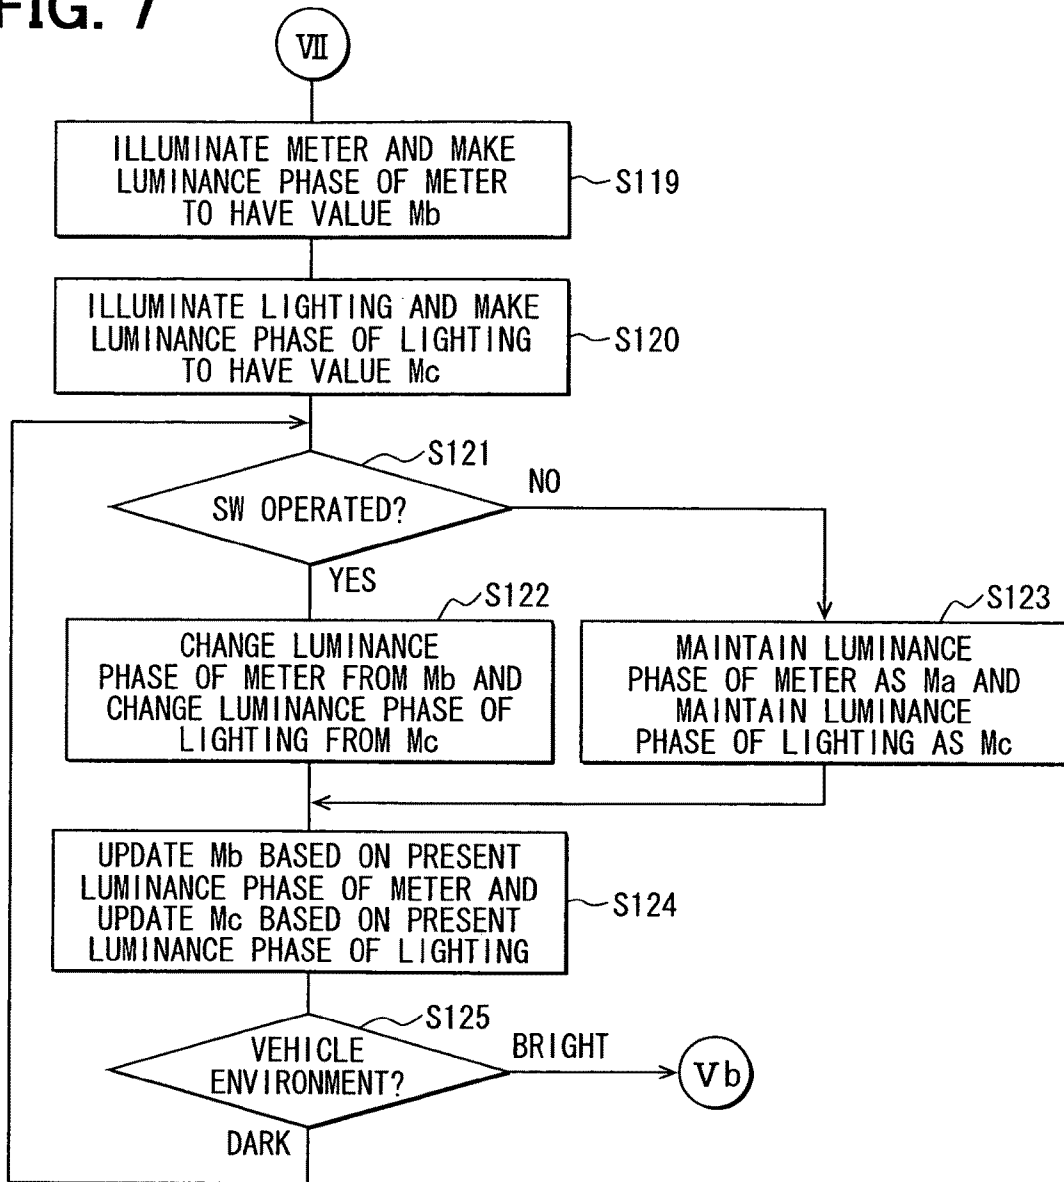 FIG. 7
VII
ILLUMINATE METER AND MAKE
LUMINANCE PHASE OF METER
TO HAVE VALUE Mb
S119
ILLUMINATE LIGHTING AND MAKE
LUMINANCE PHASE OF LIGHTING
TO HAVE VALUE Mc
S120
S121
SW OPERATED?
NO
YES
S122
CHANGE LUMINANCE
PHASE OF METER FROM Mb AND
CHANGE LUMINANCE PHASE OF
LIGHTING FROM Mc
S123
MAINTAIN LUMINANCE
PHASE OF METER AS Ma AND
MAINTAIN LUMINANCE
PHASE OF LIGHTING AS Mc
UPDATE Mb BASED ON PRESENT
LUMINANCE PHASE OF METER AND
UPDATE Mc BASED ON PRESENT
LUMINANCE PHASE OF LIGHTING
S124
S125
VEHICLE
ENVIRONMENT?
BRIGHT
Vb
DARK